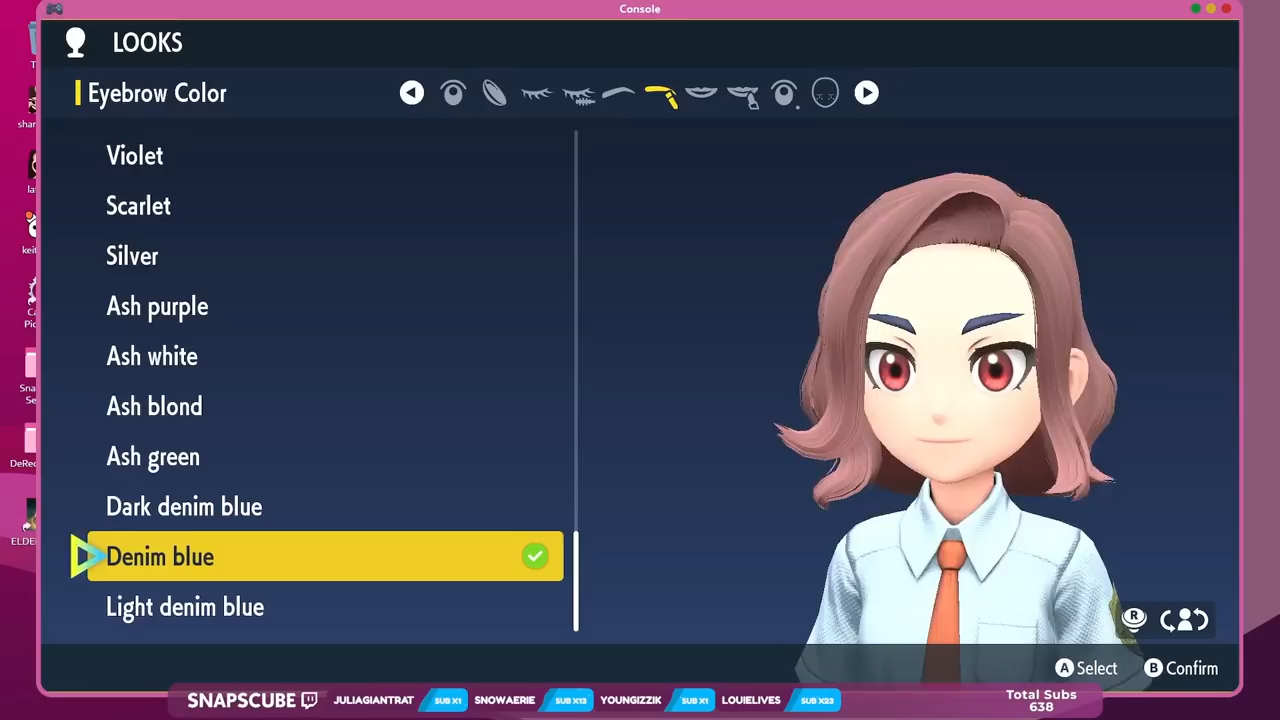 Console
LOOKS
Eyebrow Color
Violet
Scarlet
Silver
Ash purple
Ash white
Ash blond
Ash green
Dark denim blue
Denim blue
Light denim blue
R
A Select
B Confirm
SNAPSCUBE
JULIAGIANTRAT SUB X1 SNOWAERIE SUB X13 YOUNGIZZIK SUB X1 LOUIELIVES SUB X23
Total Subs
638